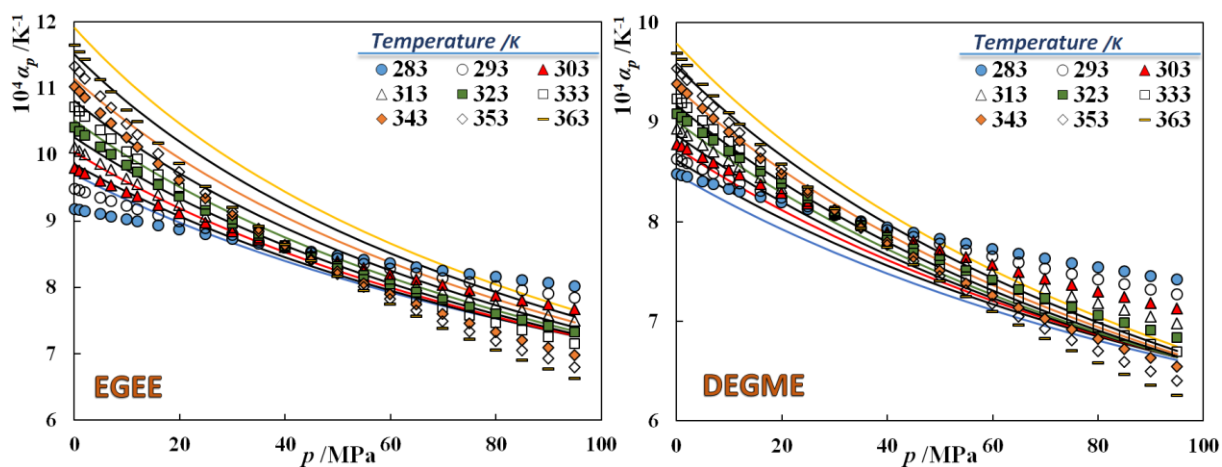 12
11
10
9
8
7
6
10⁴ αp /K⁻¹
Temperature /K
283 293 303
313 323 333
343 353 363
EGEE
0 20 40 60 80 100
p /MPa
10
9
8
7
6
10⁴ αp /K⁻¹
Temperature /K
283 293 303
313 323 333
343 353 363
DEGME
0 20 40 60 80 100
p /MPa